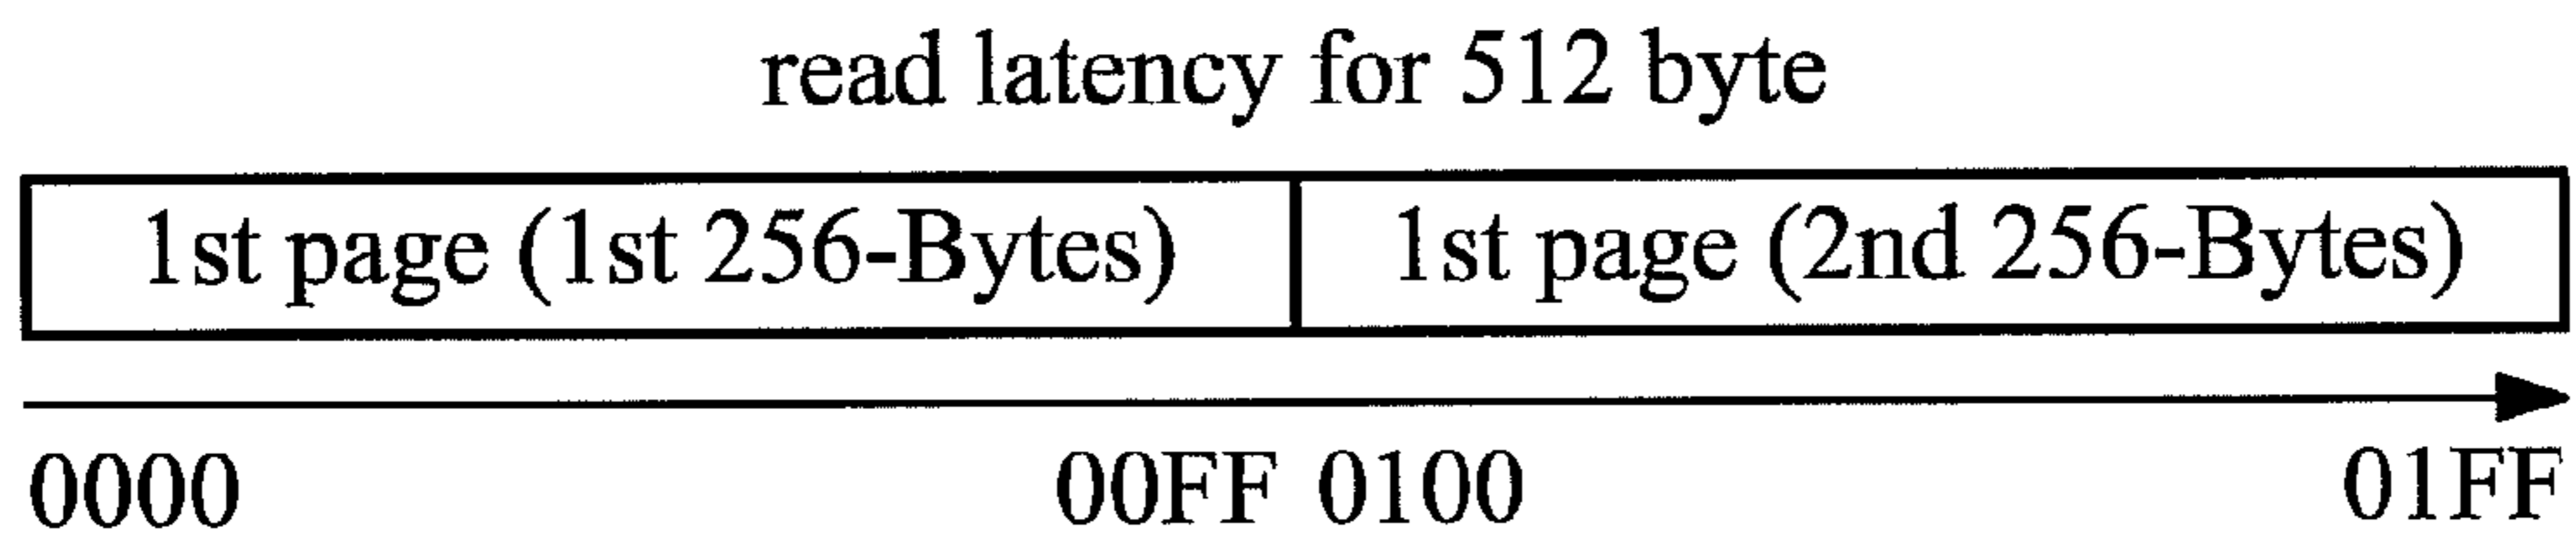 read latency for 512 byte
1st page (1st 256-Bytes) 1st page (2nd 256-Bytes)
0000 00FF 0100 01FF